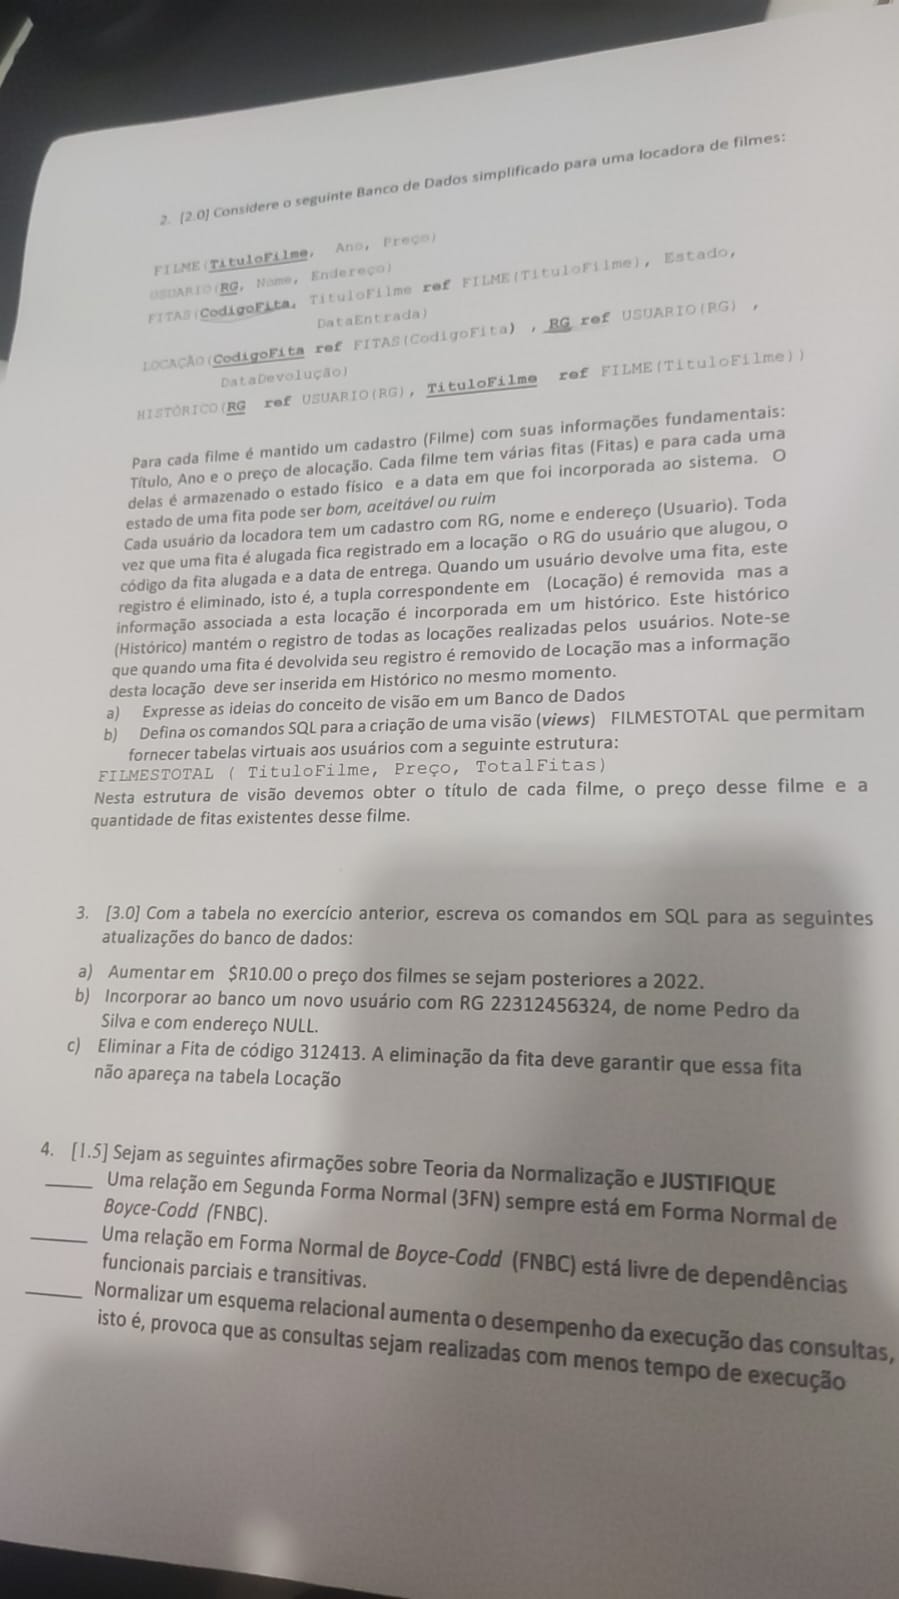 2. [2.0] Considere o seguinte Banco de Dados simplificado para uma locadora de filmes:
FILME(TituloFilme, Ano, Preço)
USUARIO(RG, Nome, Endereço)
FITAS(CodigoFita, TituloFilme ref FILME(TituloFilme), Estado,
DataEntrada)
LOCAÇÃO(CodigoFita ref FITAS(CodigoFita) , RG ref USUARIO(RG) ,
DataDevolução)
HISTÓRICO(RG ref USUARIO(RG), TituloFilme ref FILME(TituloFilme))
Para cada filme é mantido um cadastro (Filme) com suas informações fundamentais:
Título, Ano e o preço de alocação. Cada filme tem várias fitas (Fitas) e para cada uma
delas é armazenado o estado físico e a data em que foi incorporada ao sistema. O
estado de uma fita pode ser bom, aceitável ou ruim
Cada usuário da locadora tem um cadastro com RG, nome e endereço (Usuario). Toda
vez que uma fita é alugada fica registrado em a locação o RG do usuário que alugou, o
código da fita alugada e a data de entrega. Quando um usuário devolve uma fita, este
registro é eliminado, isto é, a tupla correspondente em (Locação) é removida mas a
informação associada a esta locação é incorporada em um histórico. Este histórico
(Histórico) mantém o registro de todas as locações realizadas pelos usuários. Note-se
que quando uma fita é devolvida seu registro é removido de Locação mas a informação
desta locação deve ser inserida em Histórico no mesmo momento.
a) Expresse as ideias do conceito de visão em um Banco de Dados
b) Defina os comandos SQL para a criação de uma visão (views) FILMESTOTAL que permitam
fornecer tabelas virtuais aos usuários com a seguinte estrutura:
FILMESTOTAL ( TituloFilme, Preço, TotalFitas)
Nesta estrutura de visão devemos obter o título de cada filme, o preço desse filme e a
quantidade de fitas existentes desse filme.
3. [3.0] Com a tabela no exercício anterior, escreva os comandos em SQL para as seguintes
atualizações do banco de dados:
a) Aumentar em $R10.00 o preço dos filmes se sejam posteriores a 2022.
b) Incorporar ao banco um novo usuário com RG 22312456324, de nome Pedro da
Silva e com endereço NULL.
c) Eliminar a Fita de código 312413. A eliminação da fita deve garantir que essa fita
não apareça na tabela Locação
4. [1.5] Sejam as seguintes afirmações sobre Teoria da Normalização e JUSTIFIQUE
_____ Uma relação em Segunda Forma Normal (3FN) sempre está em Forma Normal de
Boyce-Codd (FNBC).
_____ Uma relação em Forma Normal de Boyce-Codd (FNBC) está livre de dependências
funcionais parciais e transitivas.
_____ Normalizar um esquema relacional aumenta o desempenho da execução das consultas,
isto é, provoca que as consultas sejam realizadas com menos tempo de execução